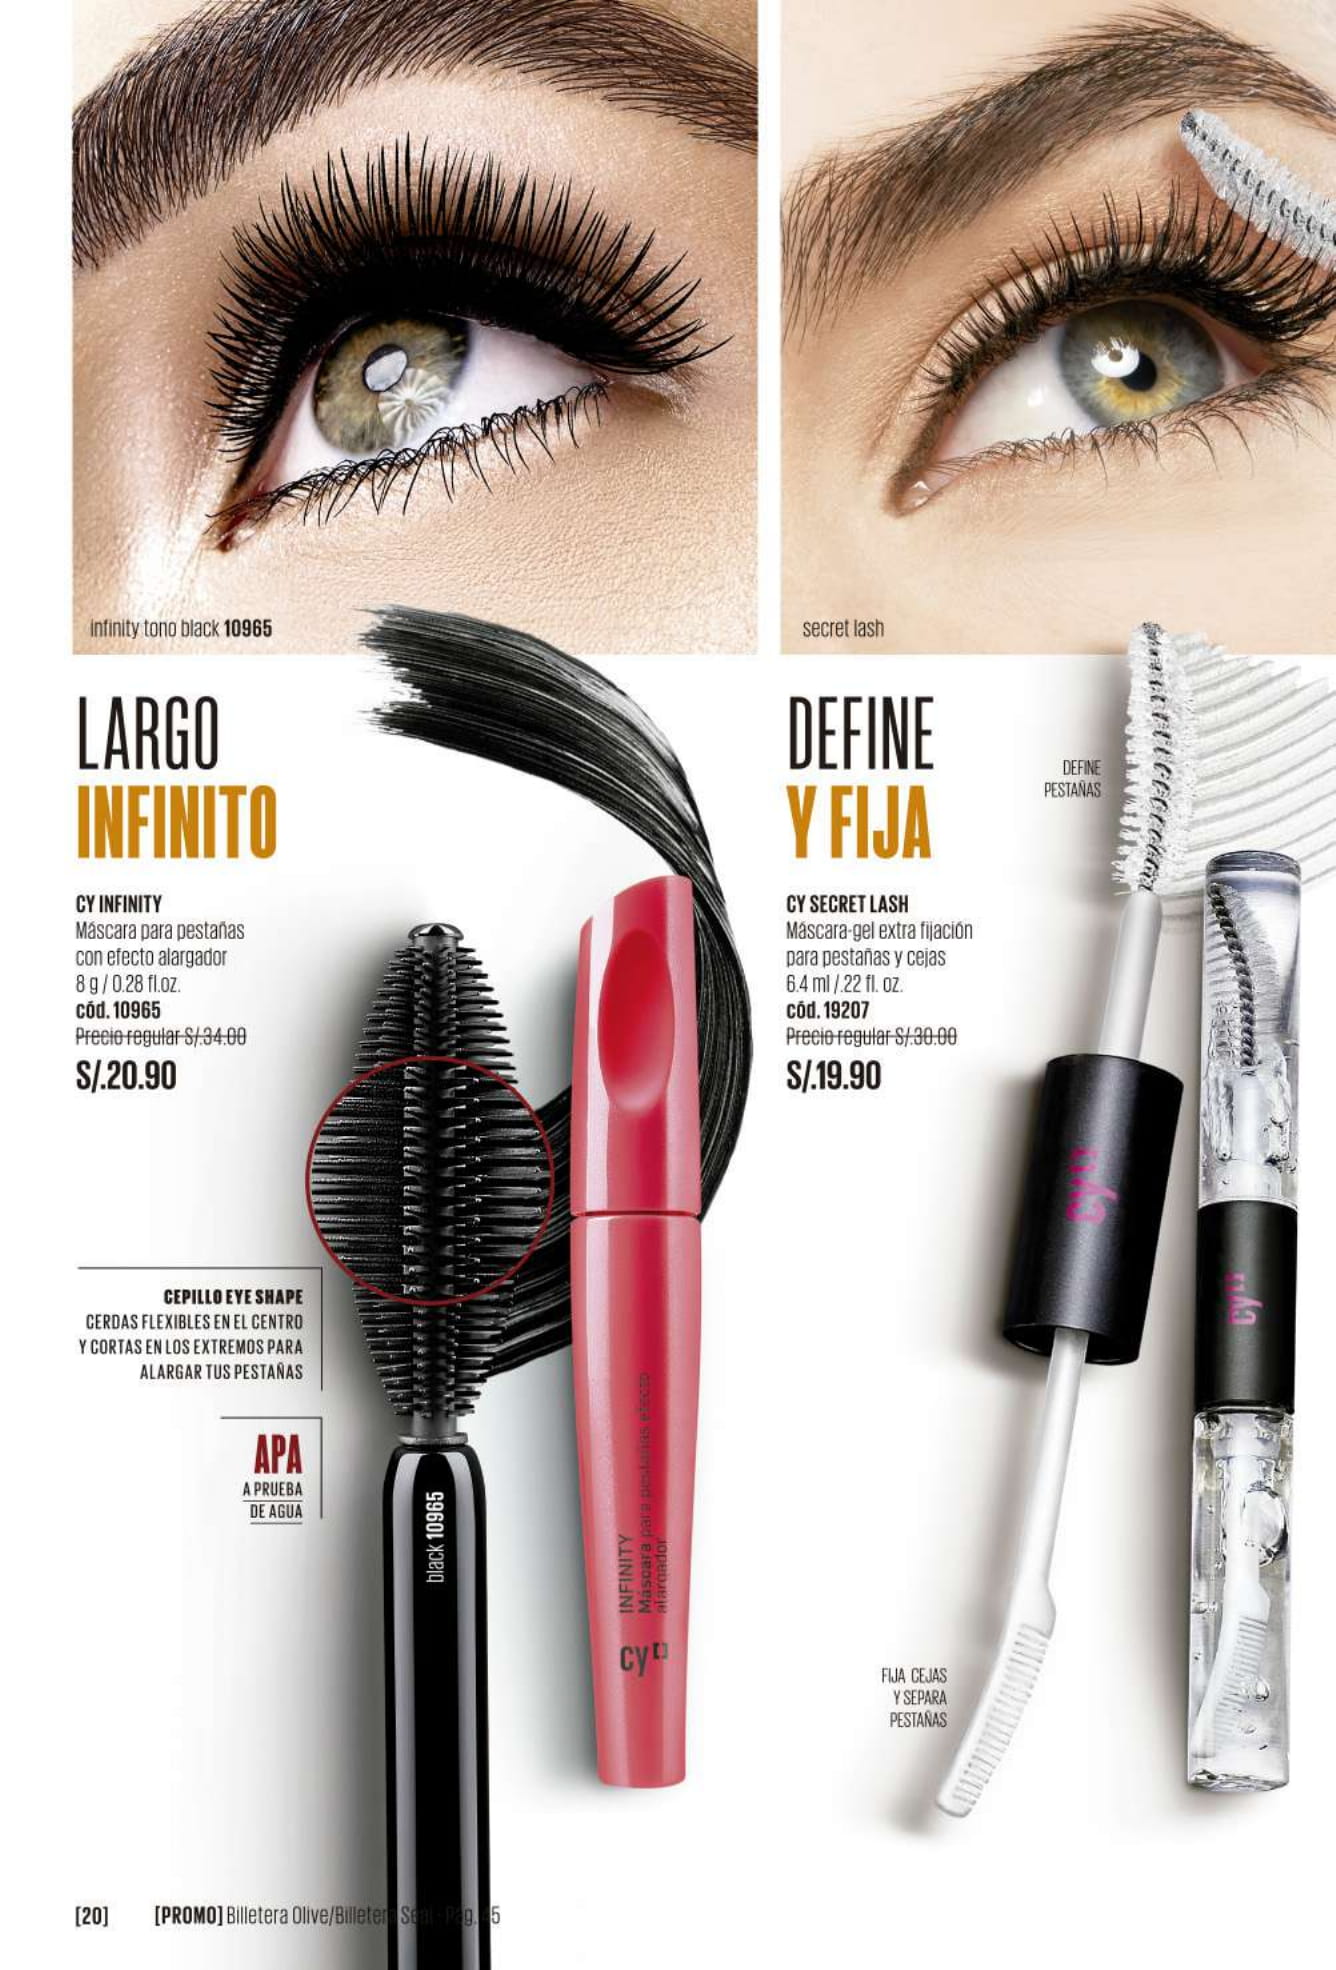 infinity tono black 10965
LARGO
INFINITO
CY INFINITY
Máscara para pestañas
con efecto alargador
8 g / 0.28 fl.oz.
cód. 10965
Precio regular S/.34.00
S/.20.90
CEPILLO EYE SHAPE
CERDAS FLEXIBLES EN EL CENTRO
Y CORTAS EN LOS EXTREMOS PARA
ALARGAR TUS PESTAÑAS
APA
A PRUEBA
DE AGUA
black 10965
INFINITY
Máscara para pestañas efecto
alargador
cy
secret lash
DEFINE
Y FIJA
CY SECRET LASH
Máscara-gel extra fijación
para pestañas y cejas
6.4 ml /.22 fl. oz.
cód. 19207
Precio regular S/.30.00
S/.19.90
DEFINE
PESTAÑAS
cy
cy
FIJA CEJAS
Y SEPARA
PESTAÑAS
[20] [PROMO] Billetera Olive/Billetera - Pág.